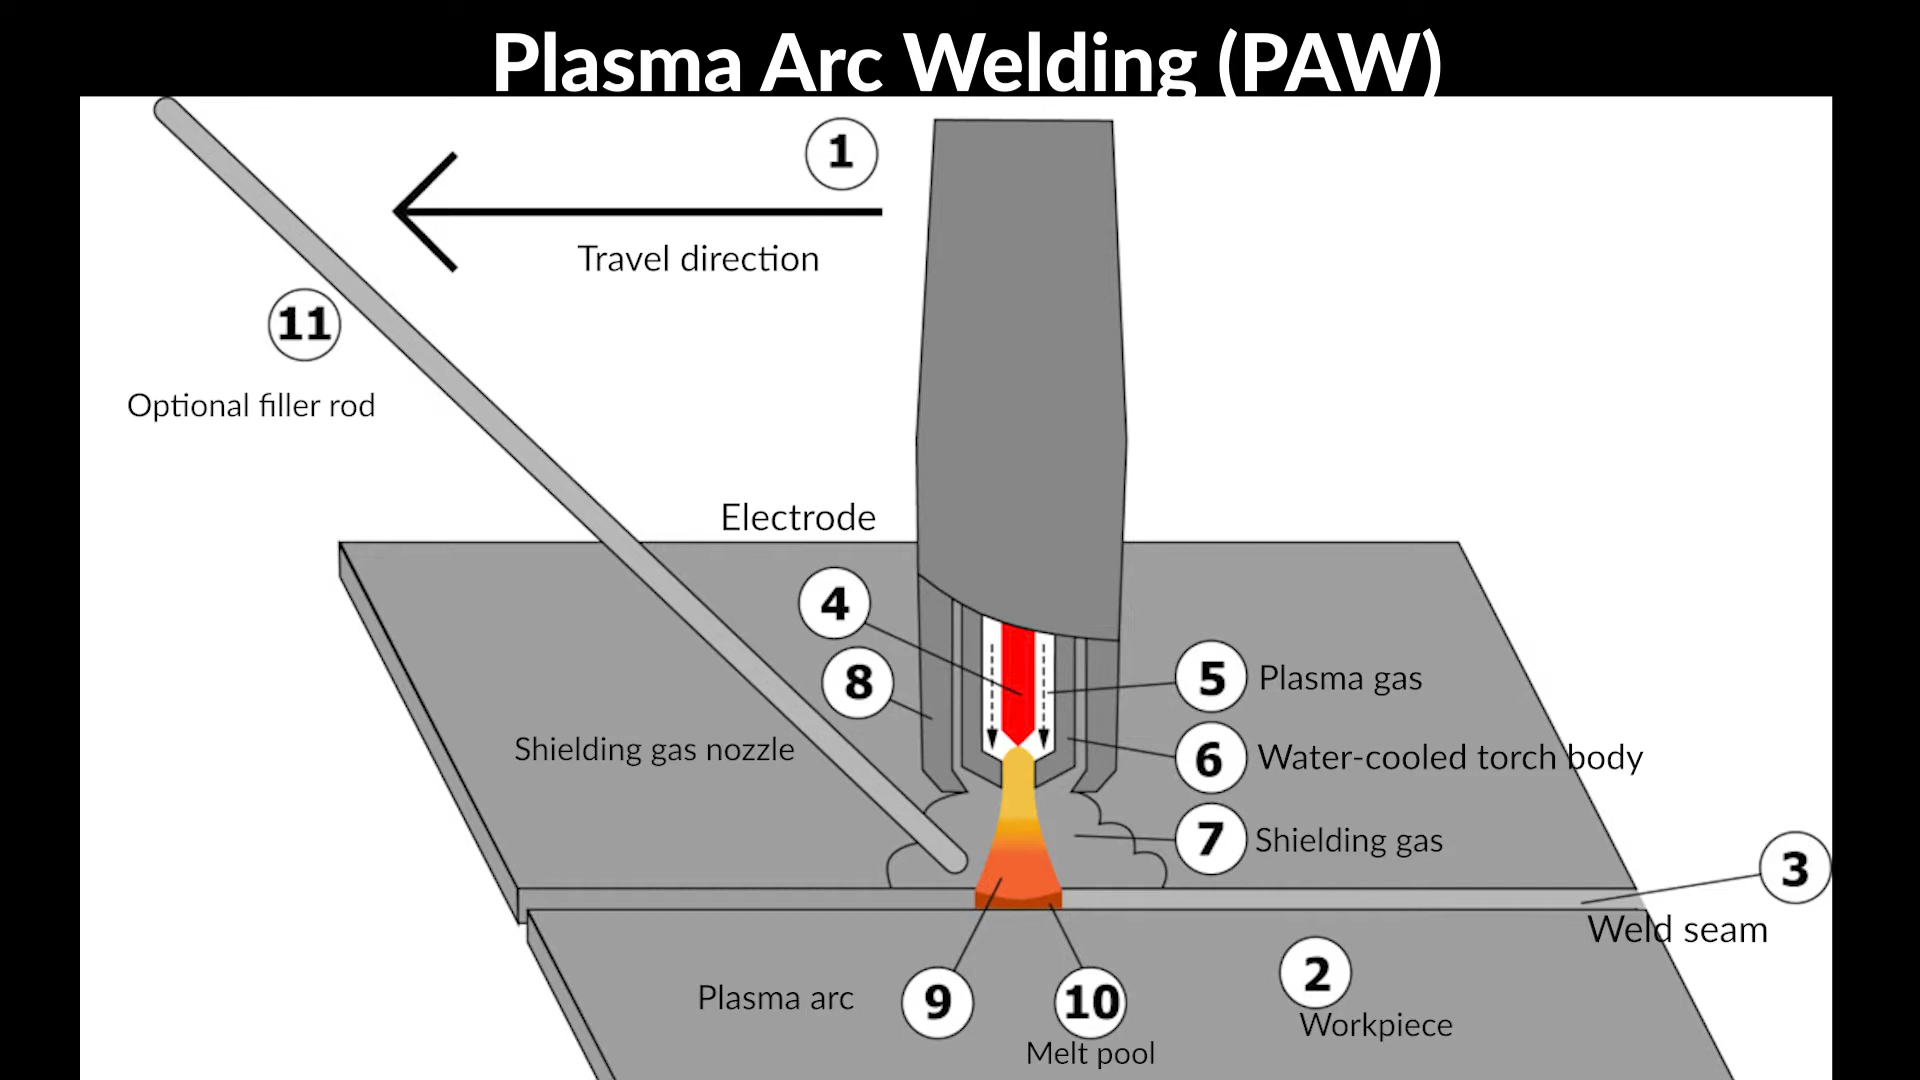 Plasma Arc Welding (PAW)
1
Travel direction
11
Optional filler rod
Electrode
4
8
Shielding gas nozzle
5 Plasma gas
6 Water-cooled torch body
7 Shielding gas
3
Weld seam
2
Workpiece
Plasma arc 9
10
Melt pool